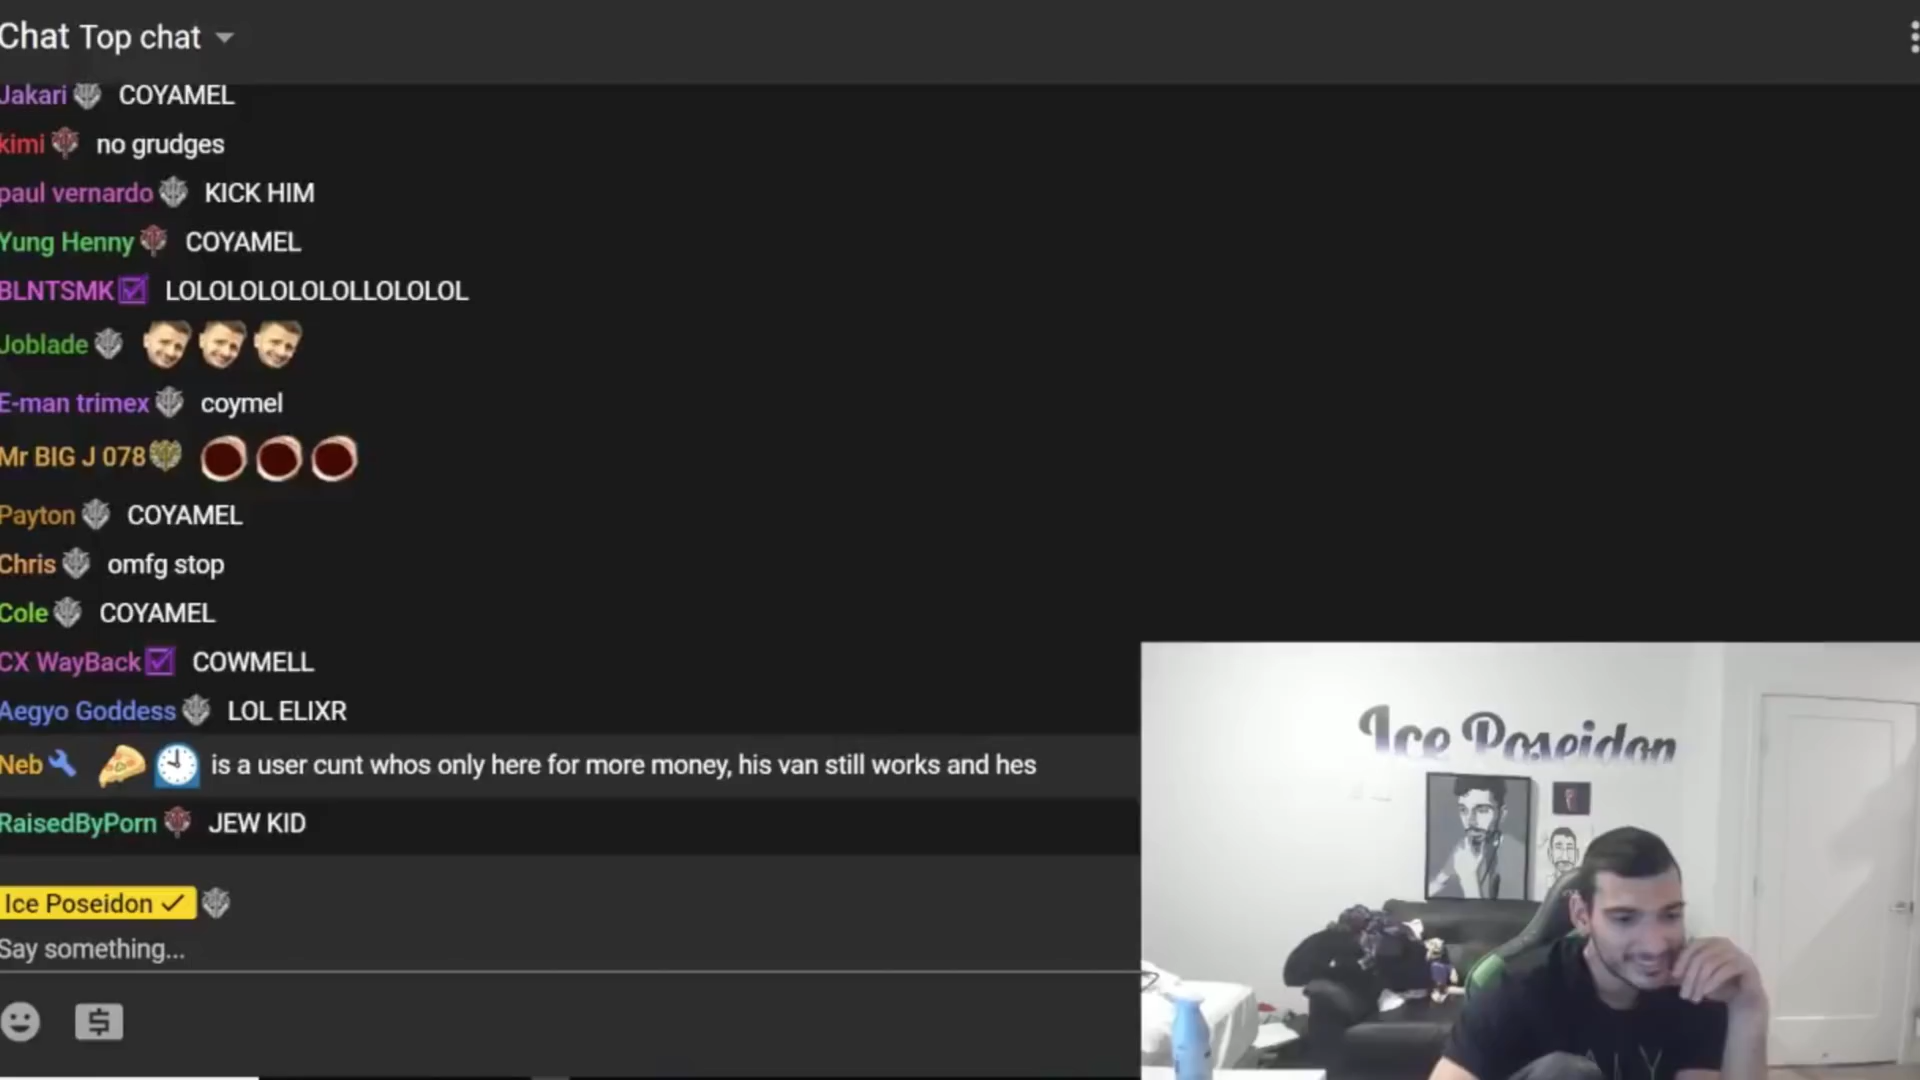 Chat Top chat
Jakari COYAMEL
kimi no grudges
paul vernardo KICK HIM
Yung Henny COYAMEL
BLNTSMK LOLOLOLOLOLOLLOLOLOL
Joblade
E-man trimex coymel
Mr BIG J 078
Payton COYAMEL
Chris omfg stop
Cole COYAMEL
CX WayBack COWMELL
Aegyo Goddess LOL ELIXR
Neb is a user cunt whos only here for more money, his van still works and hes
RaisedByPorn JEW KID
Ice Poseidon
Say something...
Ice Poseidon